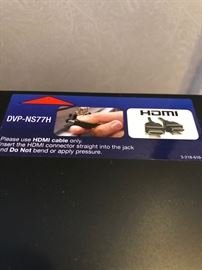 DVP-NS77H
HDMI
Please use HDMI cable only.
Insert the HDMI connector straight into the jack
and Do Not bend or apply pressure.